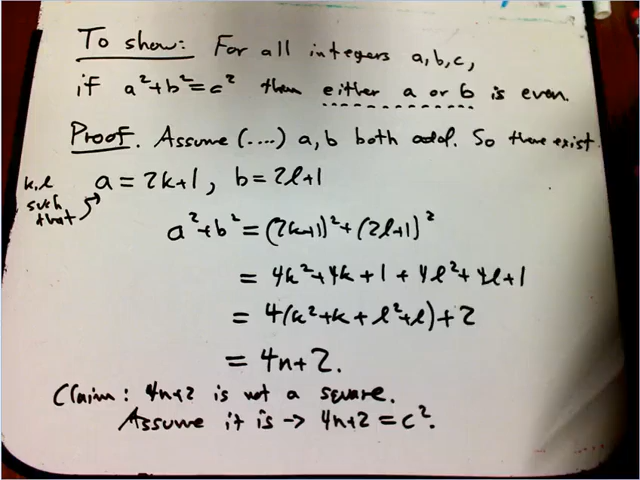 To show: For all integers a,b,c,
if a²+b²=c² then either a or b is even.
Proof. Assume (....) a,b both odd. So there exist
k,l such that a = 2k+1, b = 2l+1
a²+b² = (2k+1)²+(2l+1)²
= 4k²+4k+1+4l²+4l+1
= 4(k²+k+l²+l)+2
= 4n+2.
Claim: 4n+2 is not a square.
Assume it is → 4n+2=c².